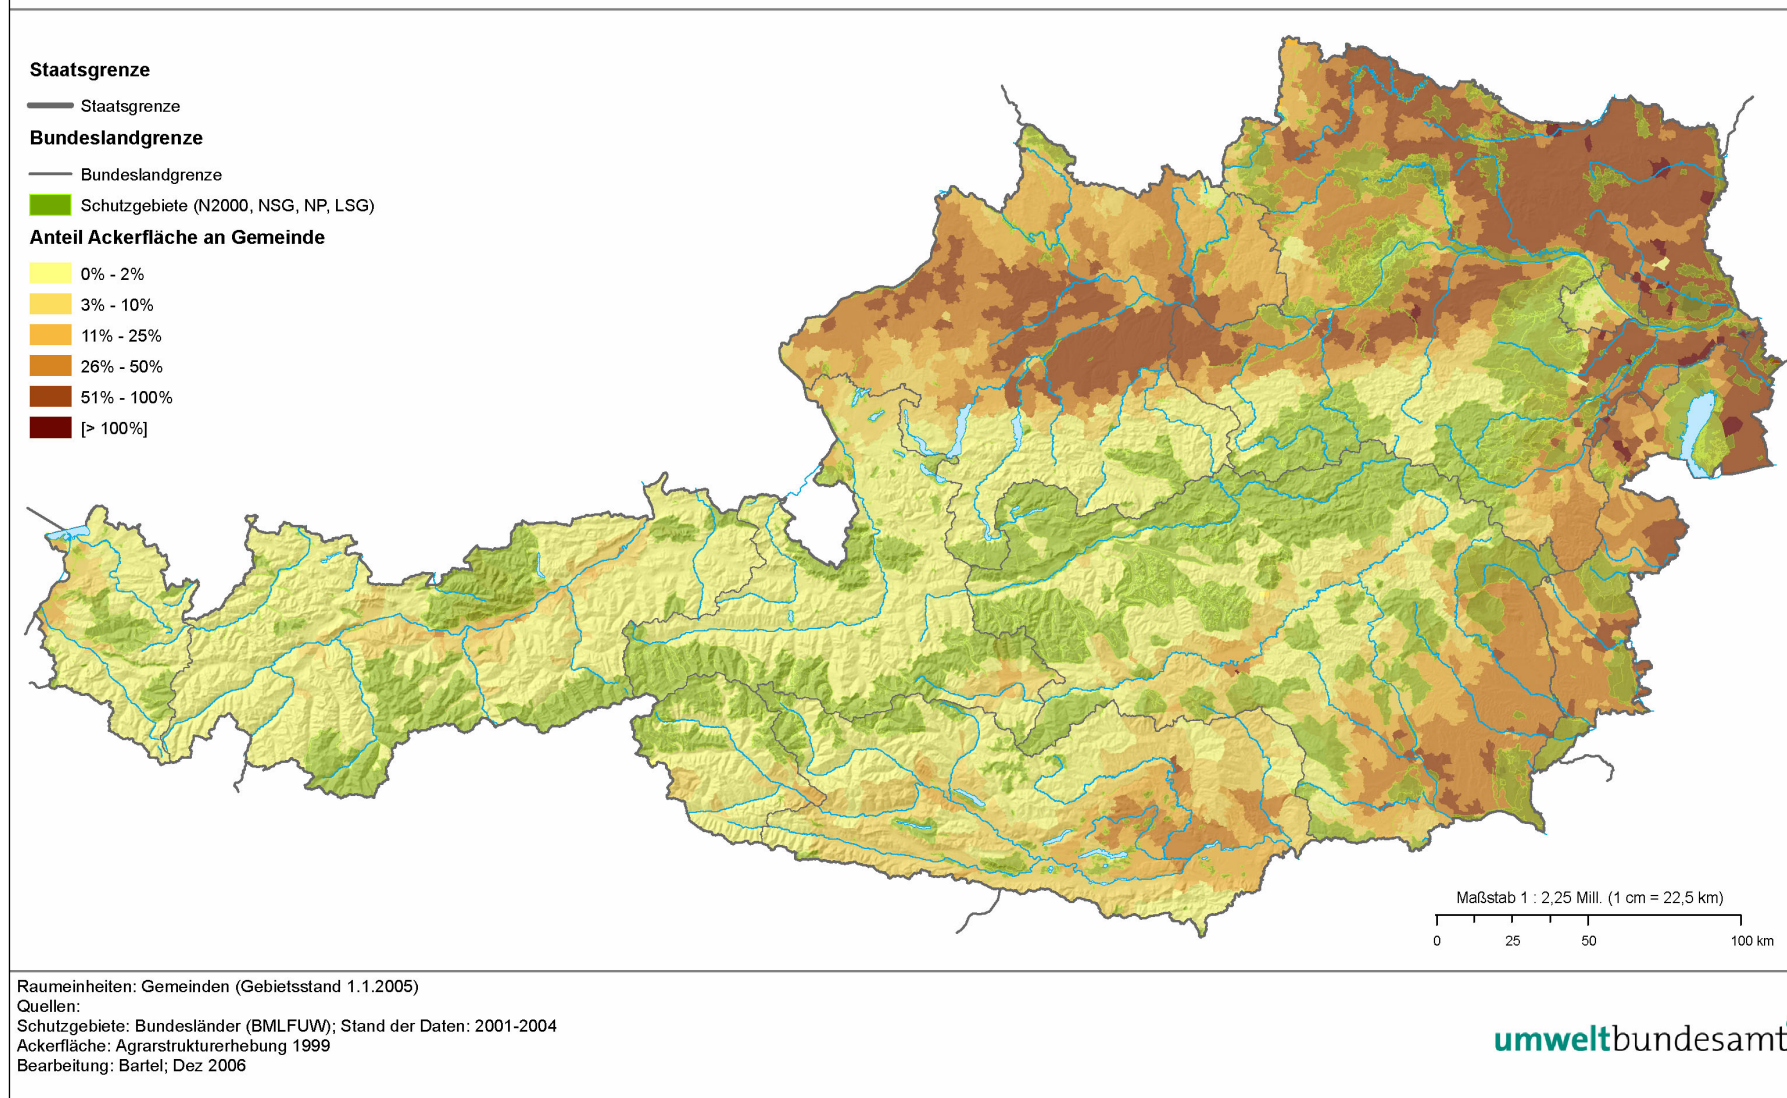 Staatsgrenze
Staatsgrenze
Bundeslandgrenze
Bundeslandgrenze
Schutzgebiete (N2000, NSG, NP, LSG)
Anteil Ackerfläche an Gemeinde
0% - 2%
3% - 10%
11% - 25%
26% - 50%
51% - 100%
[> 100%]
Maßstab 1 : 2,25 Mill. (1 cm = 22,5 km)
0 25 50 100 km
Raumeinheiten: Gemeinden (Gebietsstand 1.1.2005)
Quellen:
Schutzgebiete: Bundesländer (BMLFUW); Stand der Daten: 2001-2004
Ackerfläche: Agrarstrukturerhebung 1999
Bearbeitung: Bartel; Dez 2006
umweltbundesamt